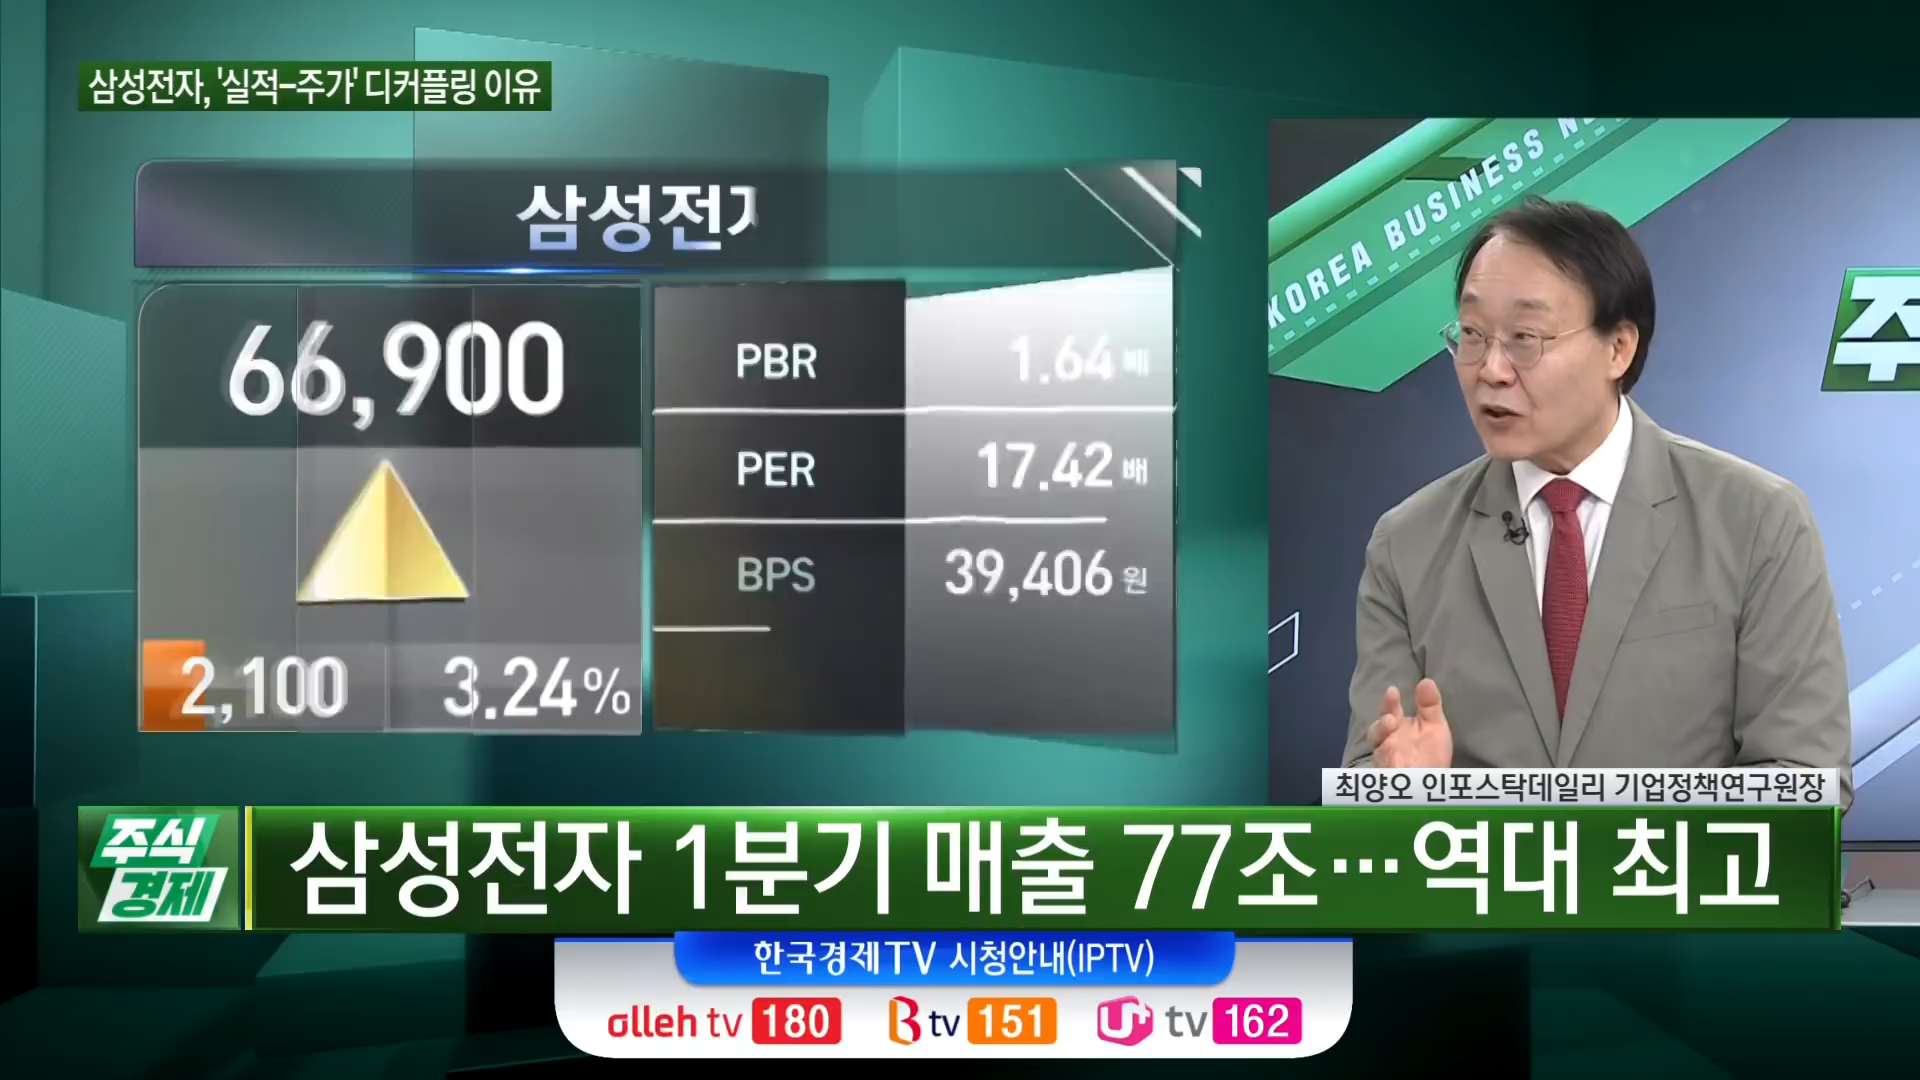 삼성전자, '실적-주가' 디커플링 이유
삼성전자
66,900
2,100 3.24%
PBR 1.64 배
PER 17.42 배
BPS 39,406 원
KOREA BUSINESS
주
최양오 인포스탁데일리 기업정책연구원장
주식
경제
삼성전자 1분기 매출 77조…역대 최고
한국경제TV 시청안내(IPTV)
olleh tv 180 B tv 151 U+ tv 162